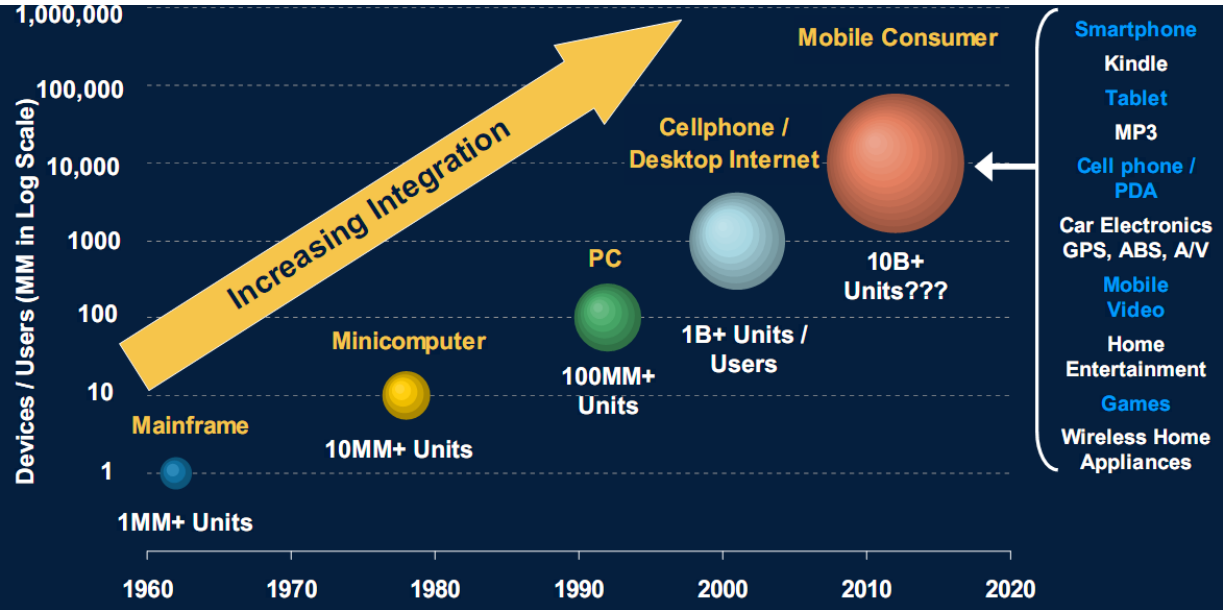 Devices / Users (MM in Log Scale)
1,000,000
100,000
10,000
1000
100
10
1
1960
1970
1980
1990
2000
2010
2020
Increasing Integration
Mainframe
1MM+ Units
Minicomputer
10MM+ Units
PC
100MM+
Units
Cellphone /
Desktop Internet
1B+ Units /
Users
Mobile Consumer
10B+
Units???
Smartphone
Kindle
Tablet
MP3
Cell phone /
PDA
Car Electronics
GPS, ABS, A/V
Mobile
Video
Home
Entertainment
Games
Wireless Home
Appliances